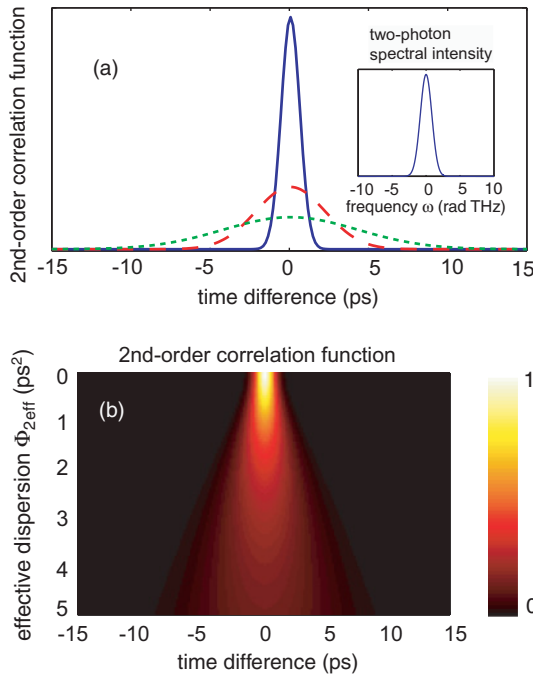 2nd-order correlation function
(a)
two-photon
spectral intensity
-10 -5 0 5 10
frequency ω (rad THz)
-15 -10 -5 0 5 10 15
time difference (ps)
2nd-order correlation function
effective dispersion Φ2eff (ps²)
(b)
0
1
2
3
4
5
-15 -10 -5 0 5 10 15
time difference (ps)
1
0